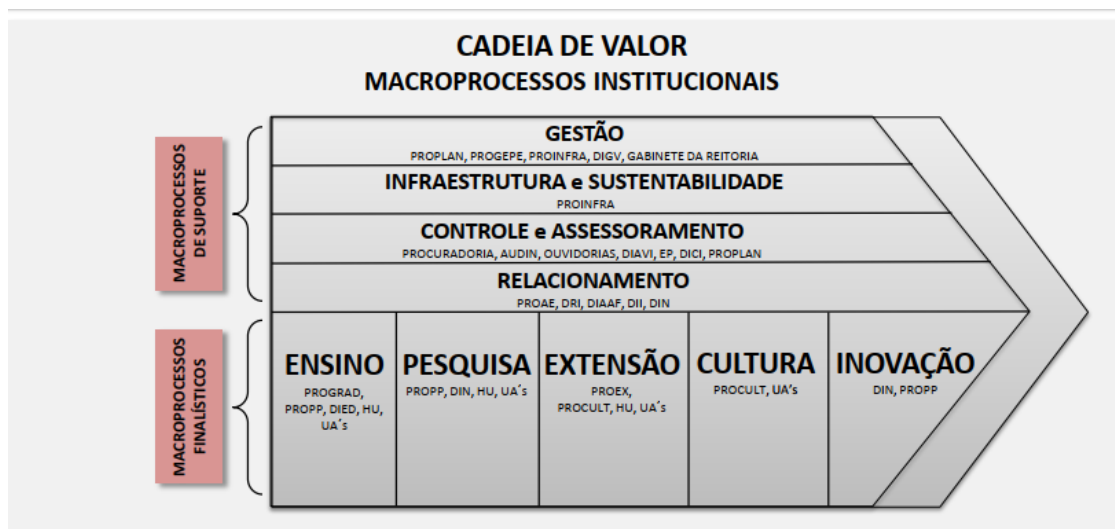 CADEIA DE VALOR
MACROPROCESSOS INSTITUCIONAIS
MACROPROCESSOS
DE SUPORTE
GESTÃO
PROPLAN, PROGEPE, PROINFRA, DIGV, GABINETE DA REITORIA
INFRAESTRUTURA e SUSTENTABILIDADE
PROINFRA
CONTROLE e ASSESSORAMENTO
PROCURADORIA, AUDIN, OUVIDORIAS, DIAVI, EP, DICI, PROPLAN
RELACIONAMENTO
PROAE, DRI, DIAAF, DII, DIN
MACROPROCESSOS
FINALÍSTICOS
ENSINO
PROGRAD,
PROPP, DIED, HU,
UA´s
PESQUISA
PROPP, DIN, HU, UA´s
EXTENSÃO
PROEX,
PROCULT, HU, UA´s
CULTURA
PROCULT, UA’s
INOVAÇÃO
DIN, PROPP